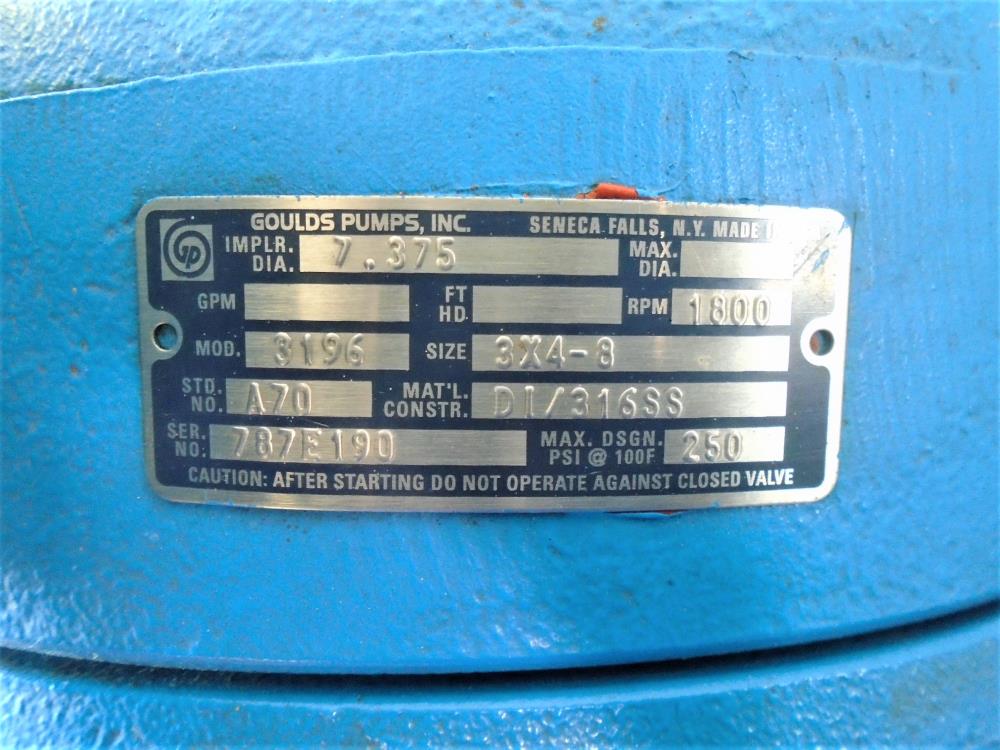 GOULDS PUMPS, INC. SENECA FALLS, N.Y. MADE
GP IMPLR. DIA. 7.375 MAX. DIA.
GPM FT HD RPM 1800
MOD. 3196 SIZE 3X4-8
STD. NO. A70 MAT'L. CONSTR. DI/316SS
SER. NO: 787E190 MAX. DSGN. PSI @ 100F 250
CAUTION: AFTER STARTING DO NOT OPERATE AGAINST CLOSED VALVE